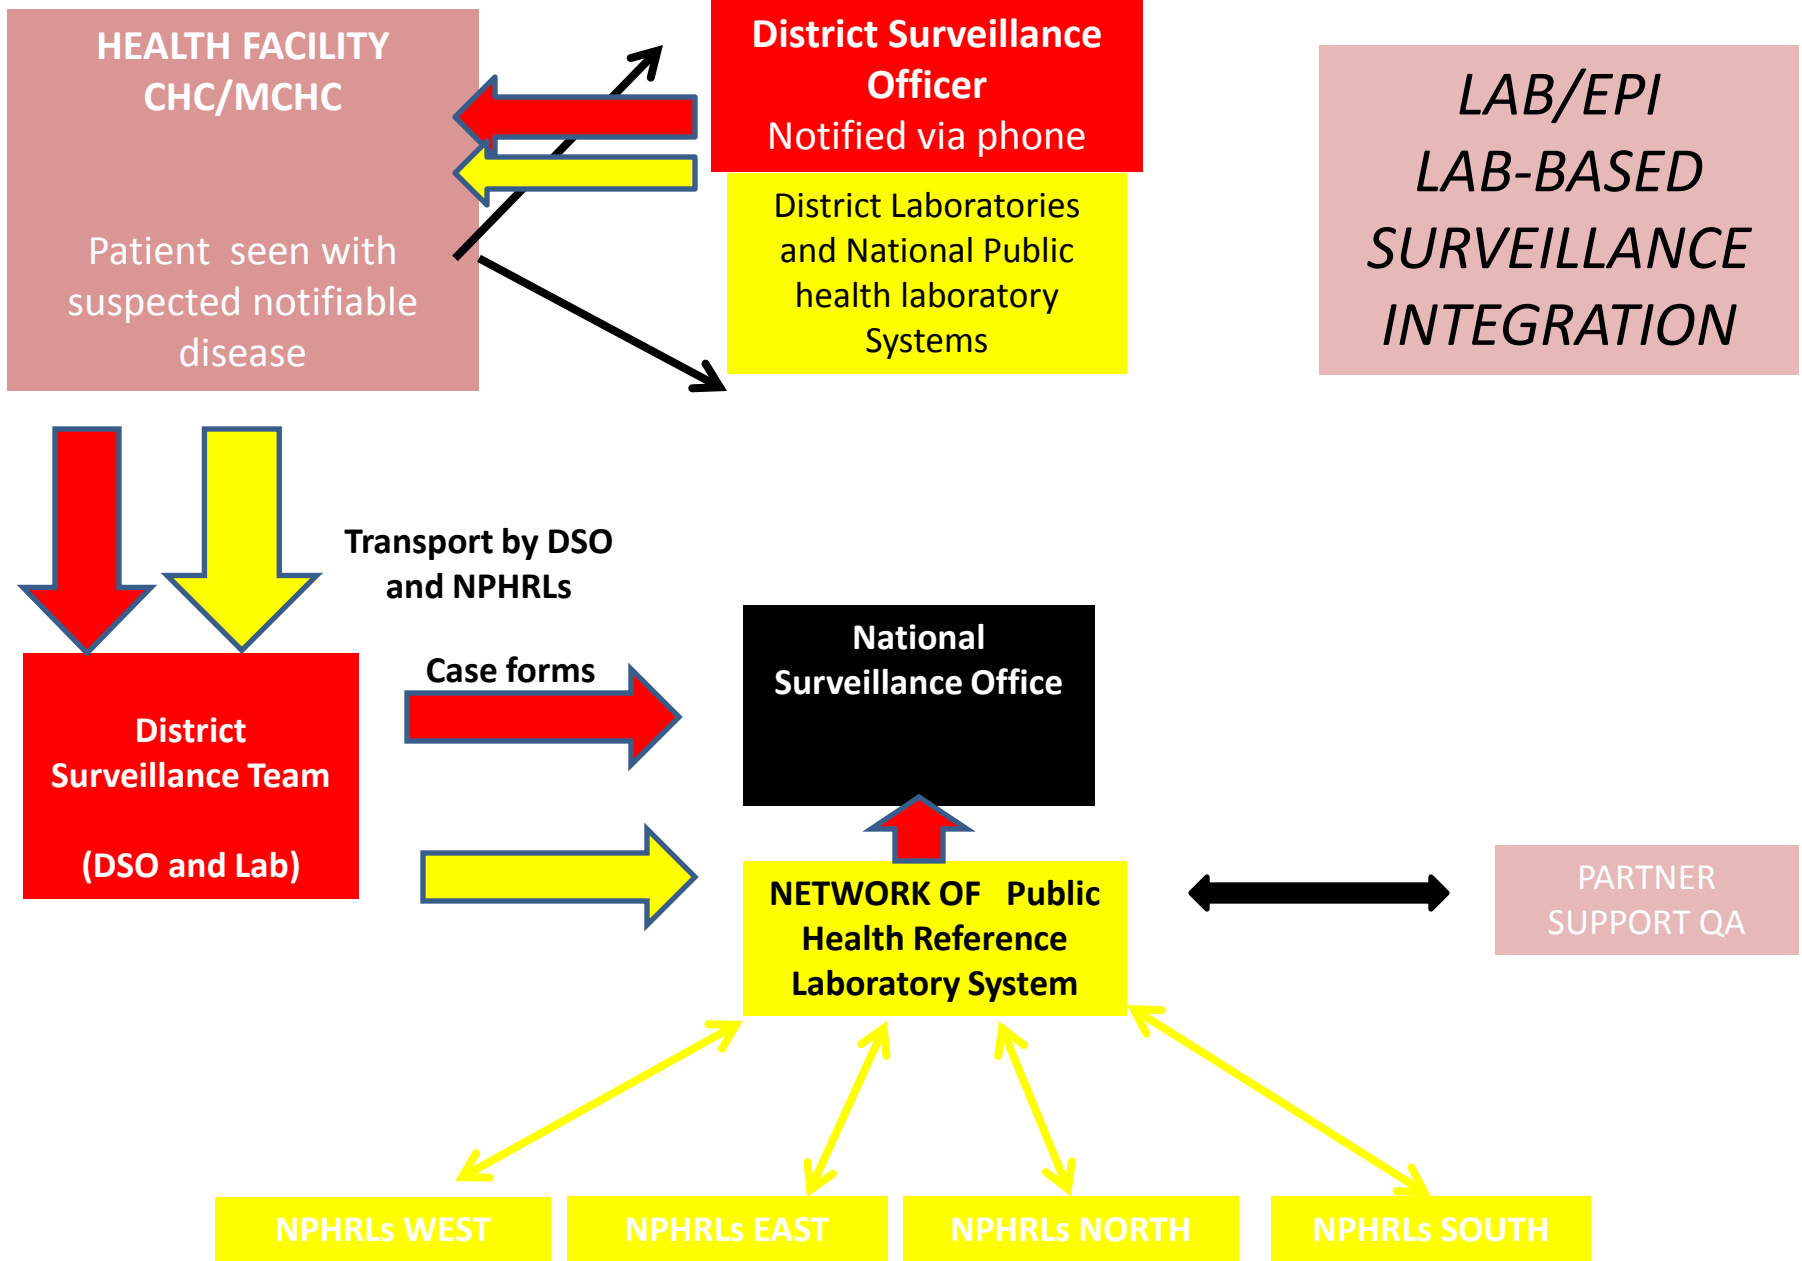 HEALTH FACILITY
CHC/MCHC
Patient seen with
suspected notifiable
disease
District Surveillance
Officer
Notified via phone
District Laboratories
and National Public
health laboratory
Systems
LAB/EPI
LAB-BASED
SURVEILLANCE
INTEGRATION
Transport by DSO
and NPHRLs
Case forms
District
Surveillance Team
(DSO and Lab)
National
Surveillance Office
NETWORK OF Public
Health Reference
Laboratory System
PARTNER
SUPPORT QA
NPHRLs WEST
NPHRLs EAST
NPHRLs NORTH
NPHRLs SOUTH